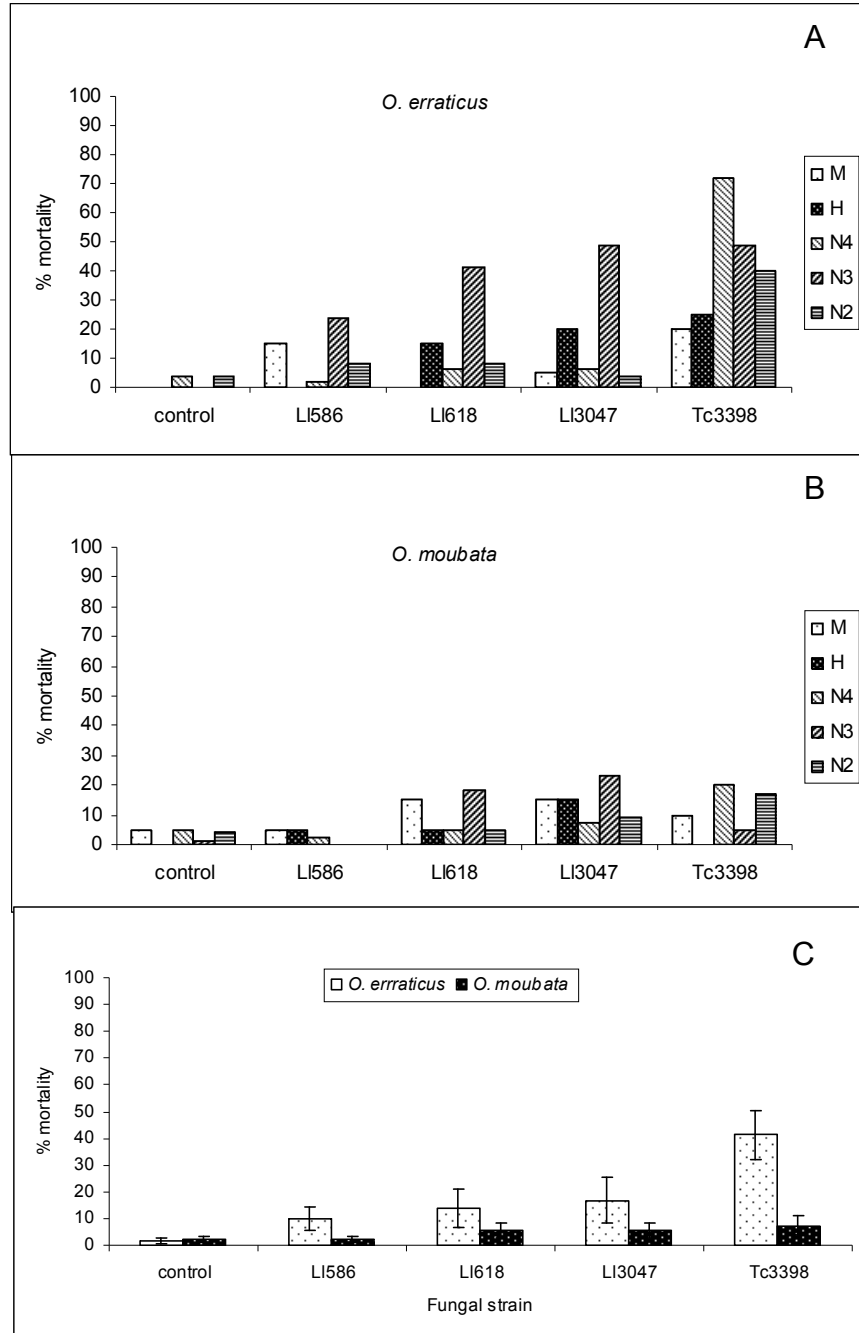 A
O. erraticus
100
90
80
70
60
50
40
30
20
10
0
% mortality
control LI586 LI618 LI3047 Tc3398
M
H
N4
N3
N2
B
O. moubata
100
90
80
70
60
50
40
30
20
10
0
% mortality
control LI586 LI618 LI3047 Tc3398
M
H
N4
N3
N2
C
O. errraticus O. moubata
100
90
80
70
60
50
40
30
20
10
0
% mortality
control LI586 LI618 LI3047 Tc3398
Fungal strain